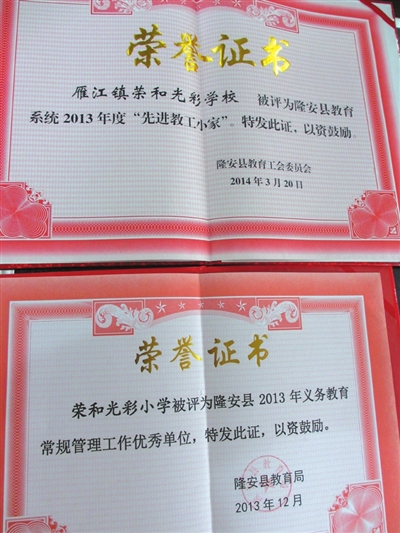 荣誉证书
雁江镇荣和光彩学校 被评为隆安县教育
系统2013年度“先进教工小家”。特发此证，以资鼓励。
隆安县教育工会委员会
2014年3月20日
荣誉证书
荣和光彩小学被评为隆安县2013年义务教育
常规管理工作优秀单位，特发此证，以资鼓励。
隆安县教育局
2013年12月